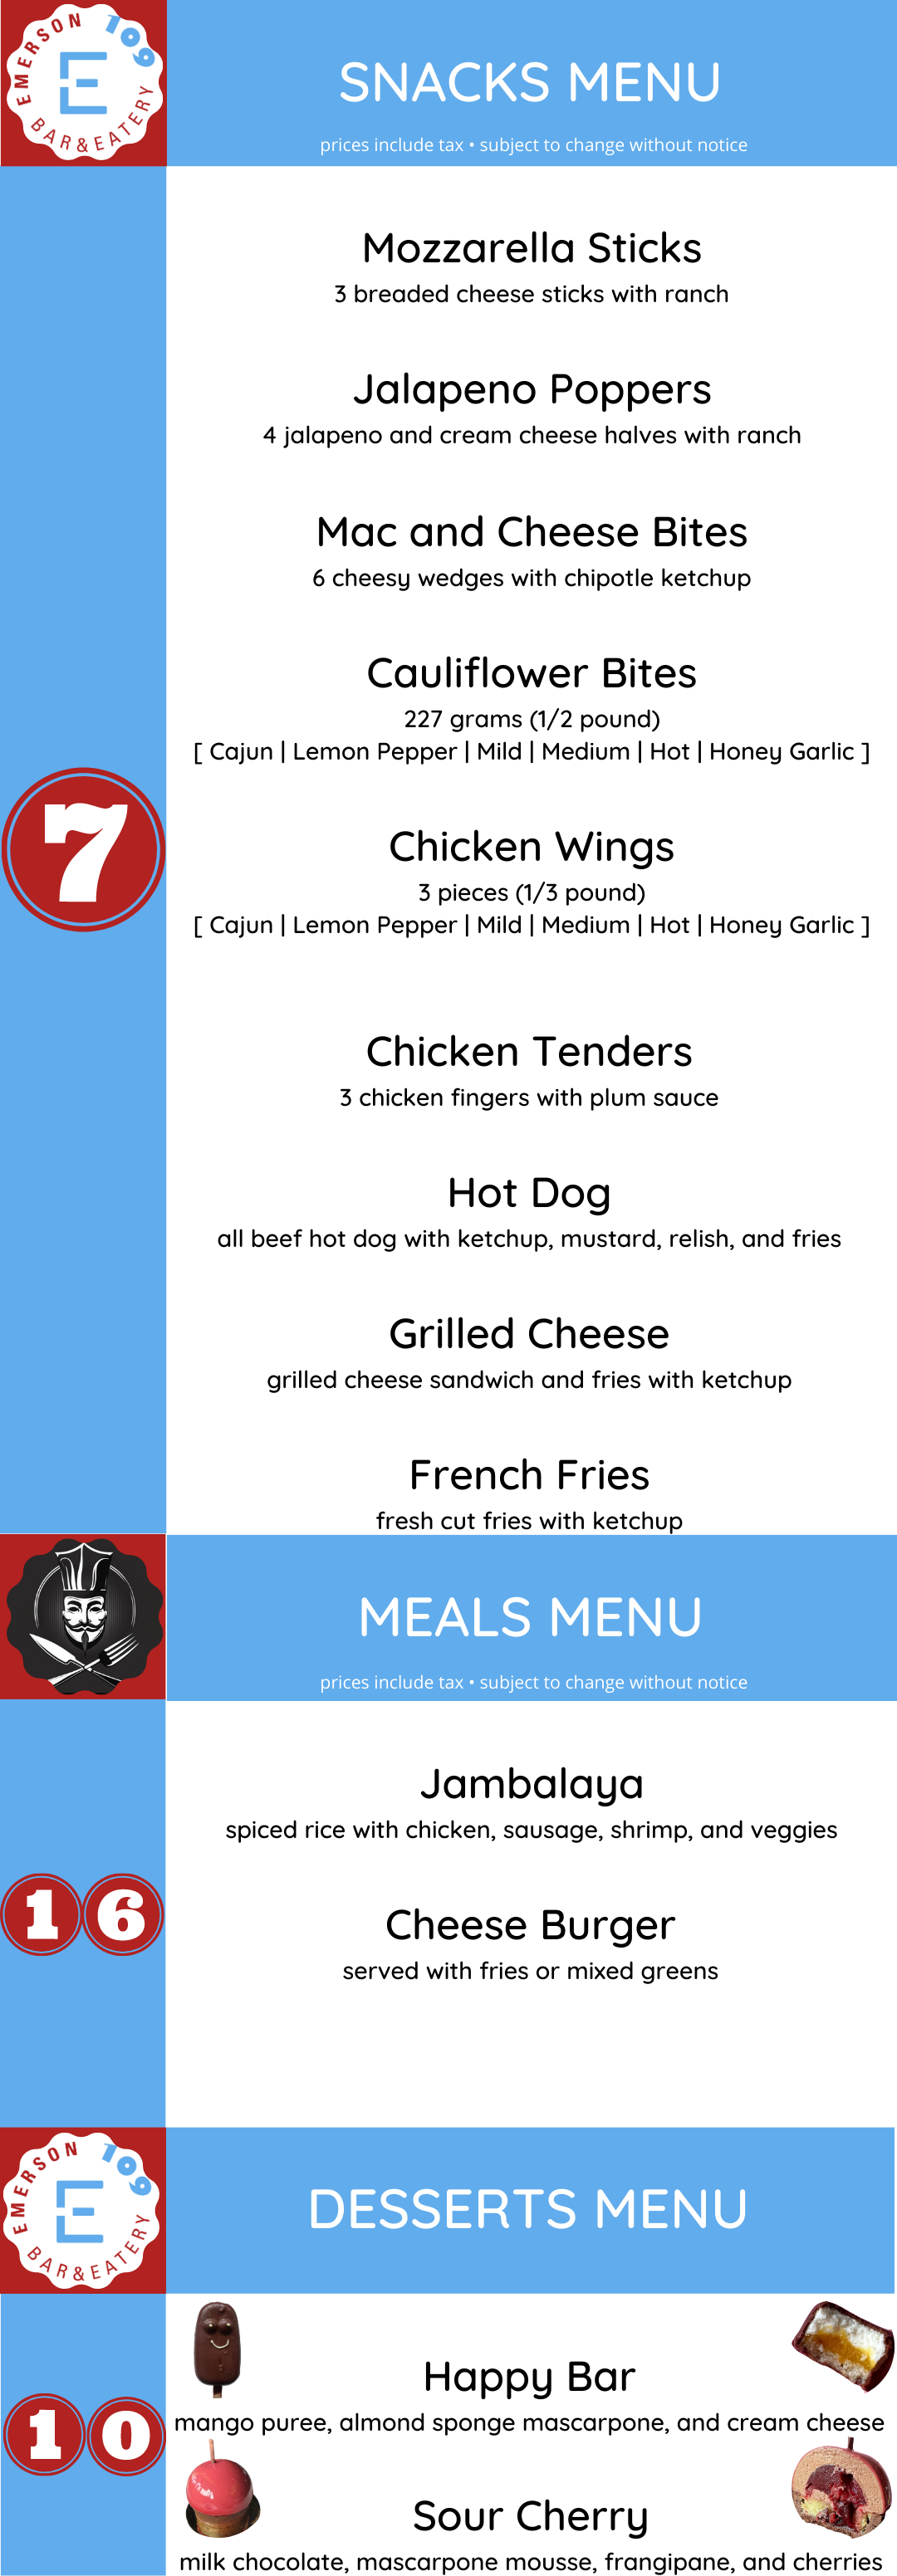 EMERSON 109
E
BAR & EATERY
SNACKS MENU
prices include tax • subject to change without notice
Mozzarella Sticks
3 breaded cheese sticks with ranch
Jalapeno Poppers
4 jalapeno and cream cheese halves with ranch
Mac and Cheese Bites
6 cheesy wedges with chipotle ketchup
Cauliflower Bites
227 grams (1/2 pound)
[ Cajun | Lemon Pepper | Mild | Medium | Hot | Honey Garlic ]
7
Chicken Wings
3 pieces (1/3 pound)
[ Cajun | Lemon Pepper | Mild | Medium | Hot | Honey Garlic ]
Chicken Tenders
3 chicken fingers with plum sauce
Hot Dog
all beef hot dog with ketchup, mustard, relish, and fries
Grilled Cheese
grilled cheese sandwich and fries with ketchup
French Fries
fresh cut fries with ketchup
MEALS MENU
prices include tax • subject to change without notice
Jambalaya
spiced rice with chicken, sausage, shrimp, and veggies
16
Cheese Burger
served with fries or mixed greens
EMERSON 109
E
BAR & EATERY
DESSERTS MENU
Happy Bar
mango puree, almond sponge mascarpone, and cream cheese
10
Sour Cherry
milk chocolate, mascarpone mousse, frangipane, and cherries